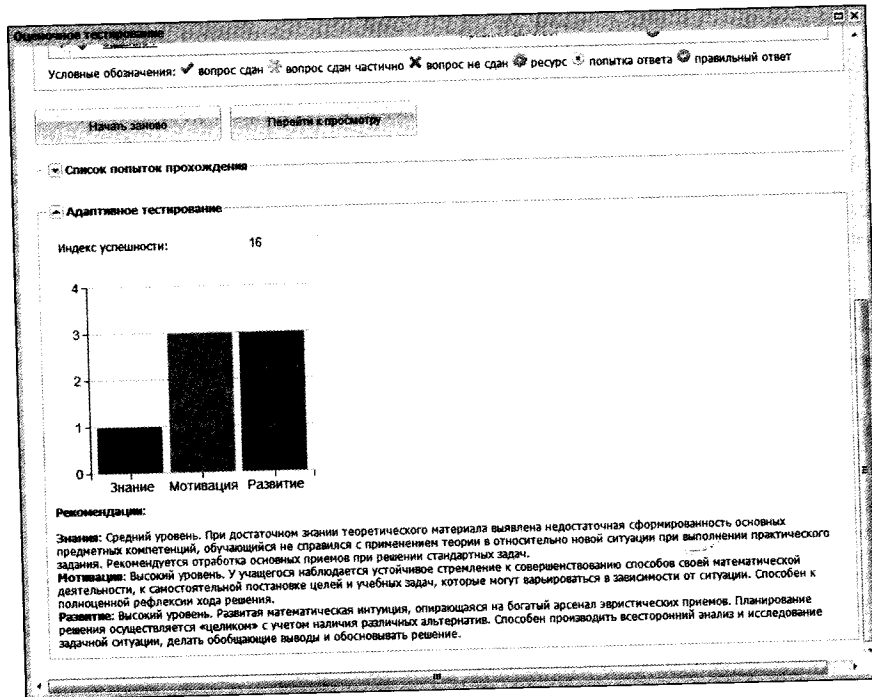 Оценочное тестирование
Условные обозначения: вопрос сдан вопрос сдан частично вопрос не сдан ресурс попытка ответа правильный ответ
Начать заново Перейти к просмотру
Список попыток прохождения
Адаптивное тестирование
Индекс успешности: 16
4
3
2
1
0
Знание Мотивация Развитие
Рекомендации:
Знания: Средний уровень. При достаточном знании теоретического материала выявлена недостаточная сформированность основных
предметных компетенций, обучающийся не справился с применением теории в относительно новой ситуации при выполнении практического
задания. Рекомендуется отработка основных приемов при решении стандартных задач.
Мотивация: Высокий уровень. У учащегося наблюдается устойчивое стремление к совершенствованию способов своей математической
деятельности, к самостоятельной постановке целей и учебных задач, которые могут варьироваться в зависимости от ситуации. Способен к
полноценной рефлексии хода решения.
Развитие: Высокий уровень. Развитая математическая интуиция, опирающаяся на богатый арсенал эвристических приемов. Планирование
решения осуществляется «целиком» с учетом наличия различных альтернатив. Способен производить всесторонний анализ и исследование
задачной ситуации, делать обобщающие выводы и обосновывать решение.